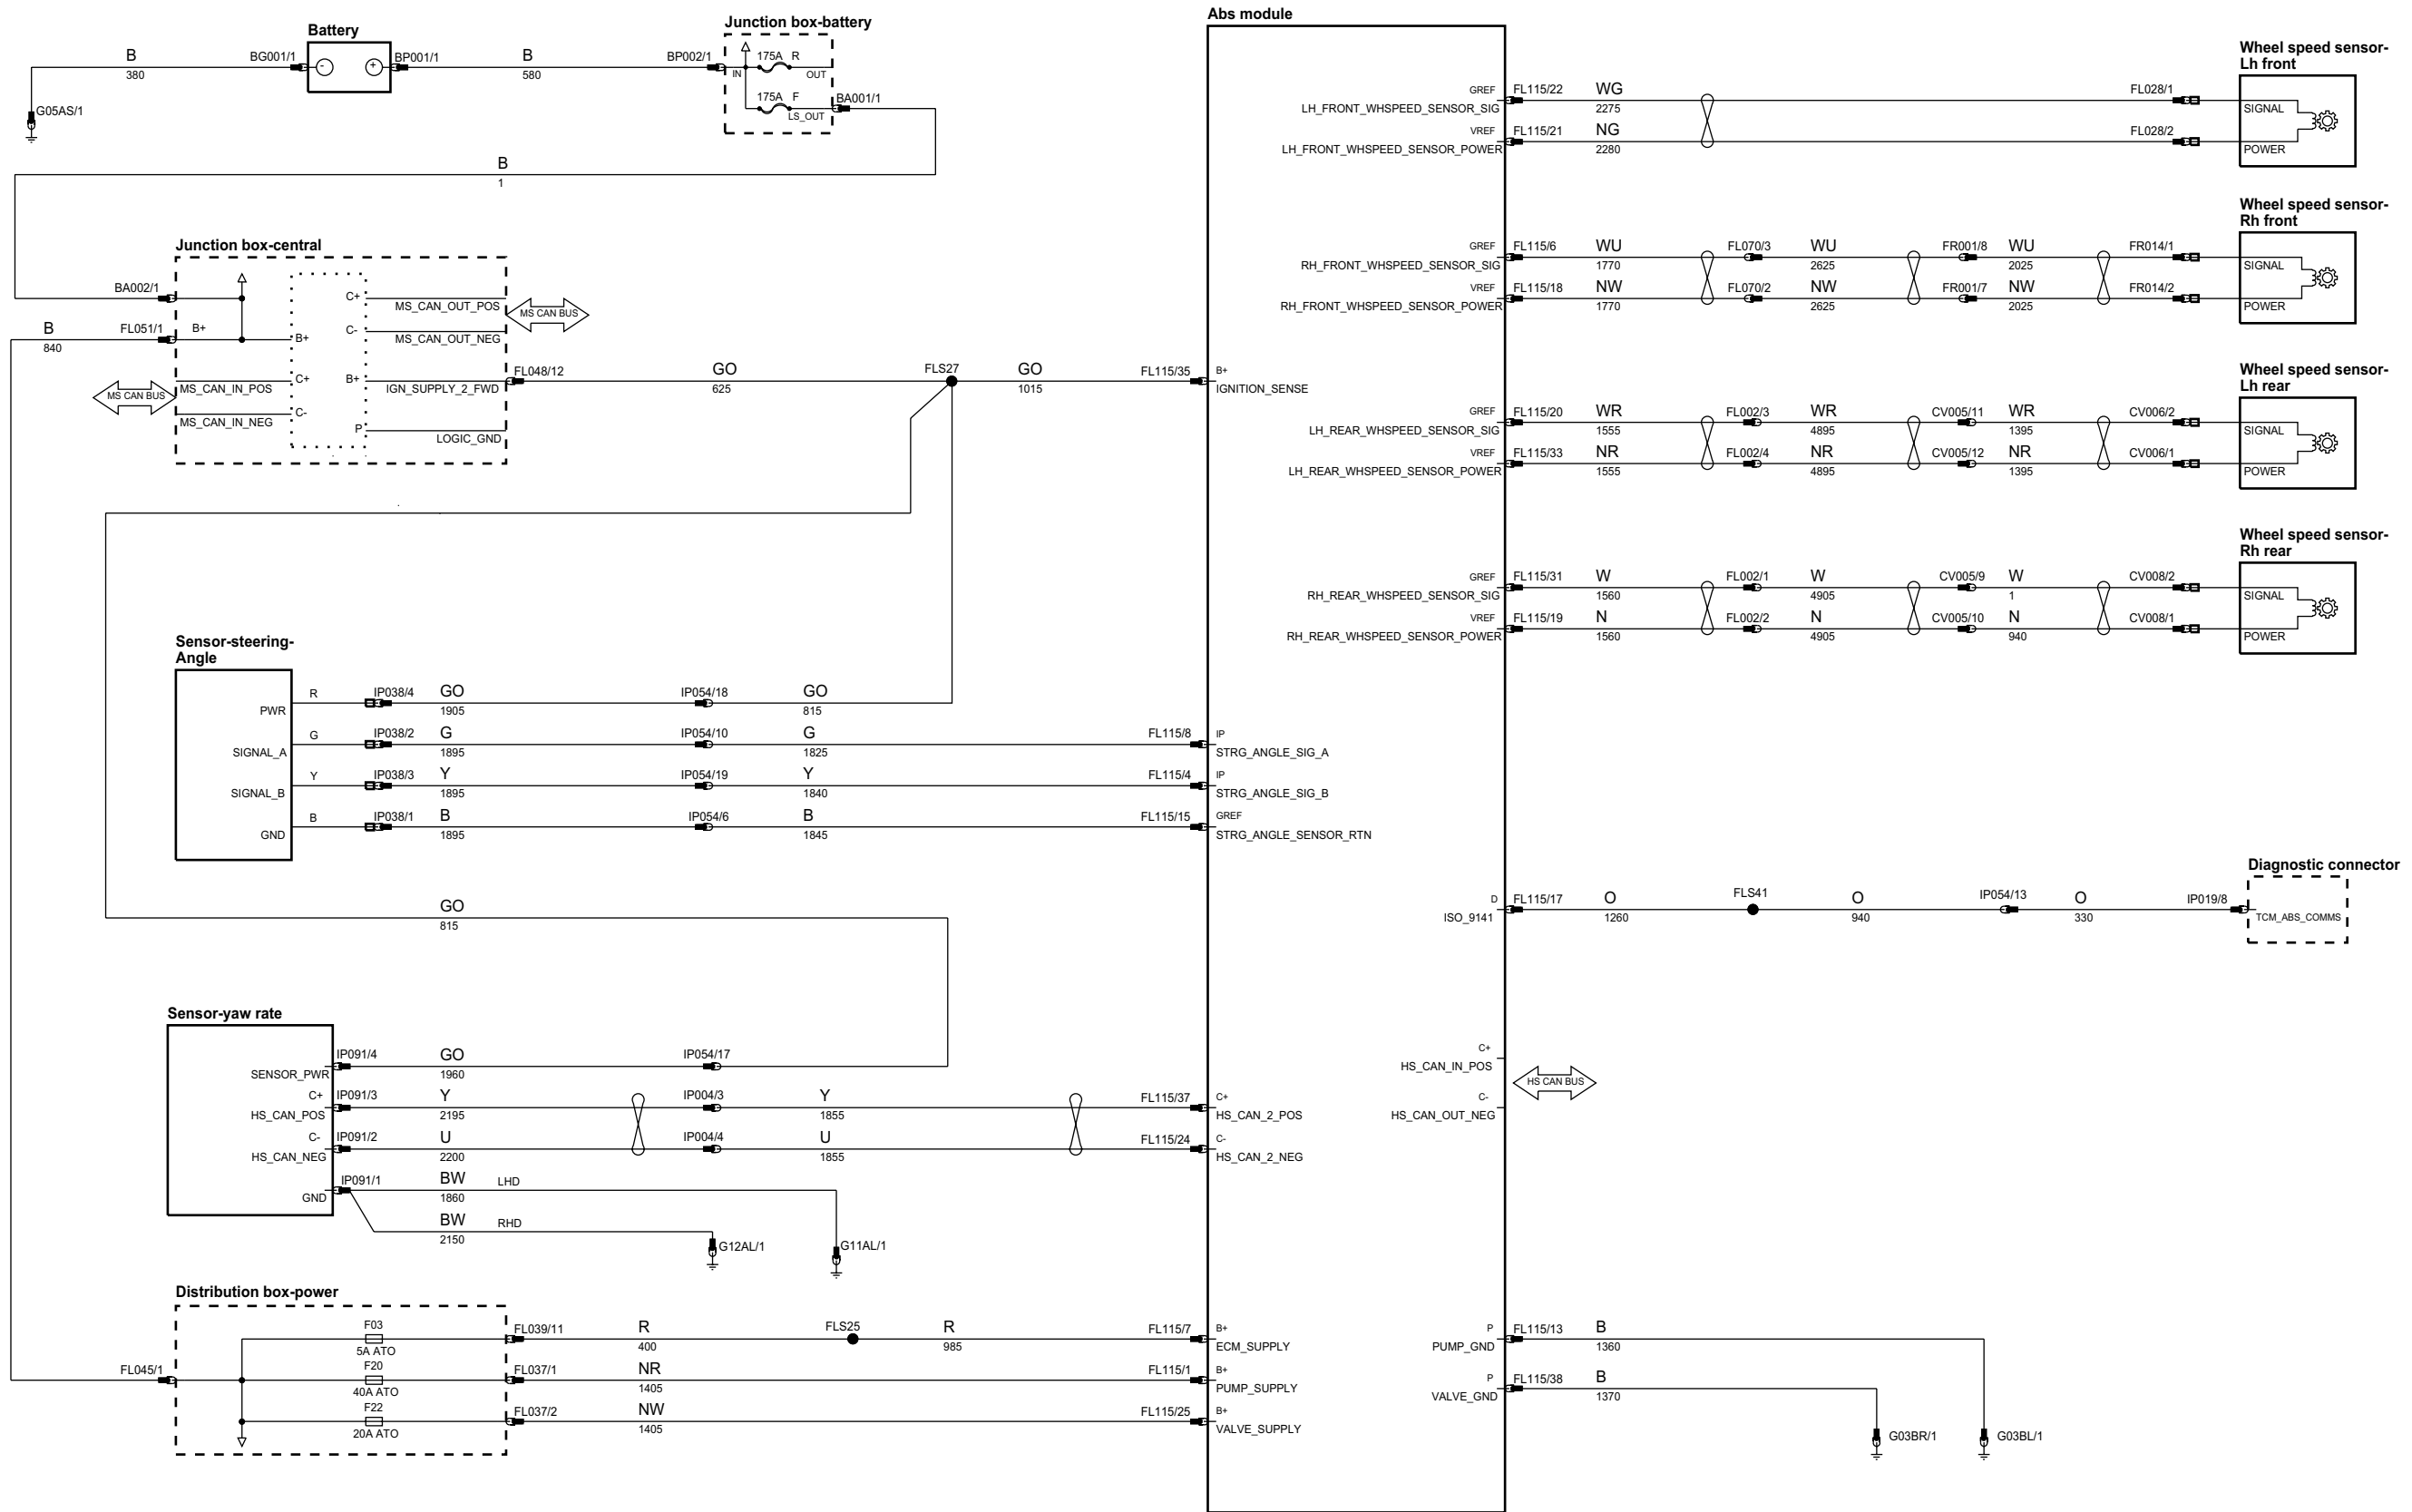 Battery
B
380
BG001/1
-
+
BP001/1
B
580
BP002/1
G05AS/1
Junction box-battery
175A R
IN
OUT
175A F
LS_OUT
BA001/1
B
1
Junction box-central
BA002/1
B
840
FL051/1
B+
B+
C+
MS_CAN_OUT_POS
C-
MS_CAN_OUT_NEG
MS CAN BUS
MS CAN BUS
MS_CAN_IN_POS
C+
MS_CAN_IN_NEG
C-
B+
IGN_SUPPLY_2_FWD
P
LOGIC_GND
FL048/12
GO
625
FLS27
GO
1015
FL115/35
Sensor-steering-
Angle
PWR
R
IP038/4
GO
1905
IP054/18
GO
815
SIGNAL_A
G
IP038/2
G
1895
IP054/10
G
1825
FL115/8
SIGNAL_B
Y
IP038/3
Y
1895
IP054/19
Y
1840
FL115/4
GND
B
IP038/1
B
1895
IP054/6
B
1845
FL115/15
GO
815
Sensor-yaw rate
SENSOR_PWR
IP091/4
GO
1960
IP054/17
C+
HS_CAN_POS
IP091/3
Y
2195
IP004/3
Y
1855
FL115/37
C-
HS_CAN_NEG
IP091/2
U
2200
IP004/4
U
1855
FL115/24
GND
IP091/1
BW
1860
LHD
BW
2150
RHD
G12AL/1
G11AL/1
Distribution box-power
FL045/1
F03
5A ATO
F20
40A ATO
F22
20A ATO
FL039/11
R
400
FLS25
R
985
FL115/7
FL037/1
NR
1405
FL115/1
FL037/2
NW
1405
FL115/25
Abs module
B+
IGNITION_SENSE
IP
STRG_ANGLE_SIG_A
IP
STRG_ANGLE_SIG_B
GREF
STRG_ANGLE_SENSOR_RTN
C+
HS_CAN_2_POS
C-
HS_CAN_2_NEG
B+
ECM_SUPPLY
B+
PUMP_SUPPLY
B+
VALVE_SUPPLY
GREF
LH_FRONT_WHSPEED_SENSOR_SIG
FL115/22
WG
2275
FL028/1
VREF
LH_FRONT_WHSPEED_SENSOR_POWER
FL115/21
NG
2280
FL028/2
Wheel speed sensor-
Lh front
SIGNAL
POWER
GREF
RH_FRONT_WHSPEED_SENSOR_SIG
FL115/6
WU
1770
FL070/3
WU
2625
FR001/8
WU
2025
FR014/1
VREF
RH_FRONT_WHSPEED_SENSOR_POWER
FL115/18
NW
1770
FL070/2
NW
2625
FR001/7
NW
2025
FR014/2
Wheel speed sensor-
Rh front
SIGNAL
POWER
GREF
LH_REAR_WHSPEED_SENSOR_SIG
FL115/20
WR
1555
FL002/3
WR
4895
CV005/11
WR
1395
CV006/2
VREF
LH_REAR_WHSPEED_SENSOR_POWER
FL115/33
NR
1555
FL002/4
NR
4895
CV005/12
NR
1395
CV006/1
Wheel speed sensor-
Lh rear
SIGNAL
POWER
GREF
RH_REAR_WHSPEED_SENSOR_SIG
FL115/31
W
1560
FL002/1
W
4905
CV005/9
W
1
CV008/2
VREF
RH_REAR_WHSPEED_SENSOR_POWER
FL115/19
N
1560
FL002/2
N
4905
CV005/10
N
940
CV008/1
Wheel speed sensor-
Rh rear
SIGNAL
POWER
D
ISO_9141
FL115/17
O
1260
FLS41
O
940
IP054/13
O
330
IP019/8
Diagnostic connector
TCM_ABS_COMMS
C+
HS_CAN_IN_POS
C-
HS_CAN_OUT_NEG
HS CAN BUS
P
PUMP_GND
FL115/13
B
1360
P
VALVE_GND
FL115/38
B
1370
G03BR/1
G03BL/1